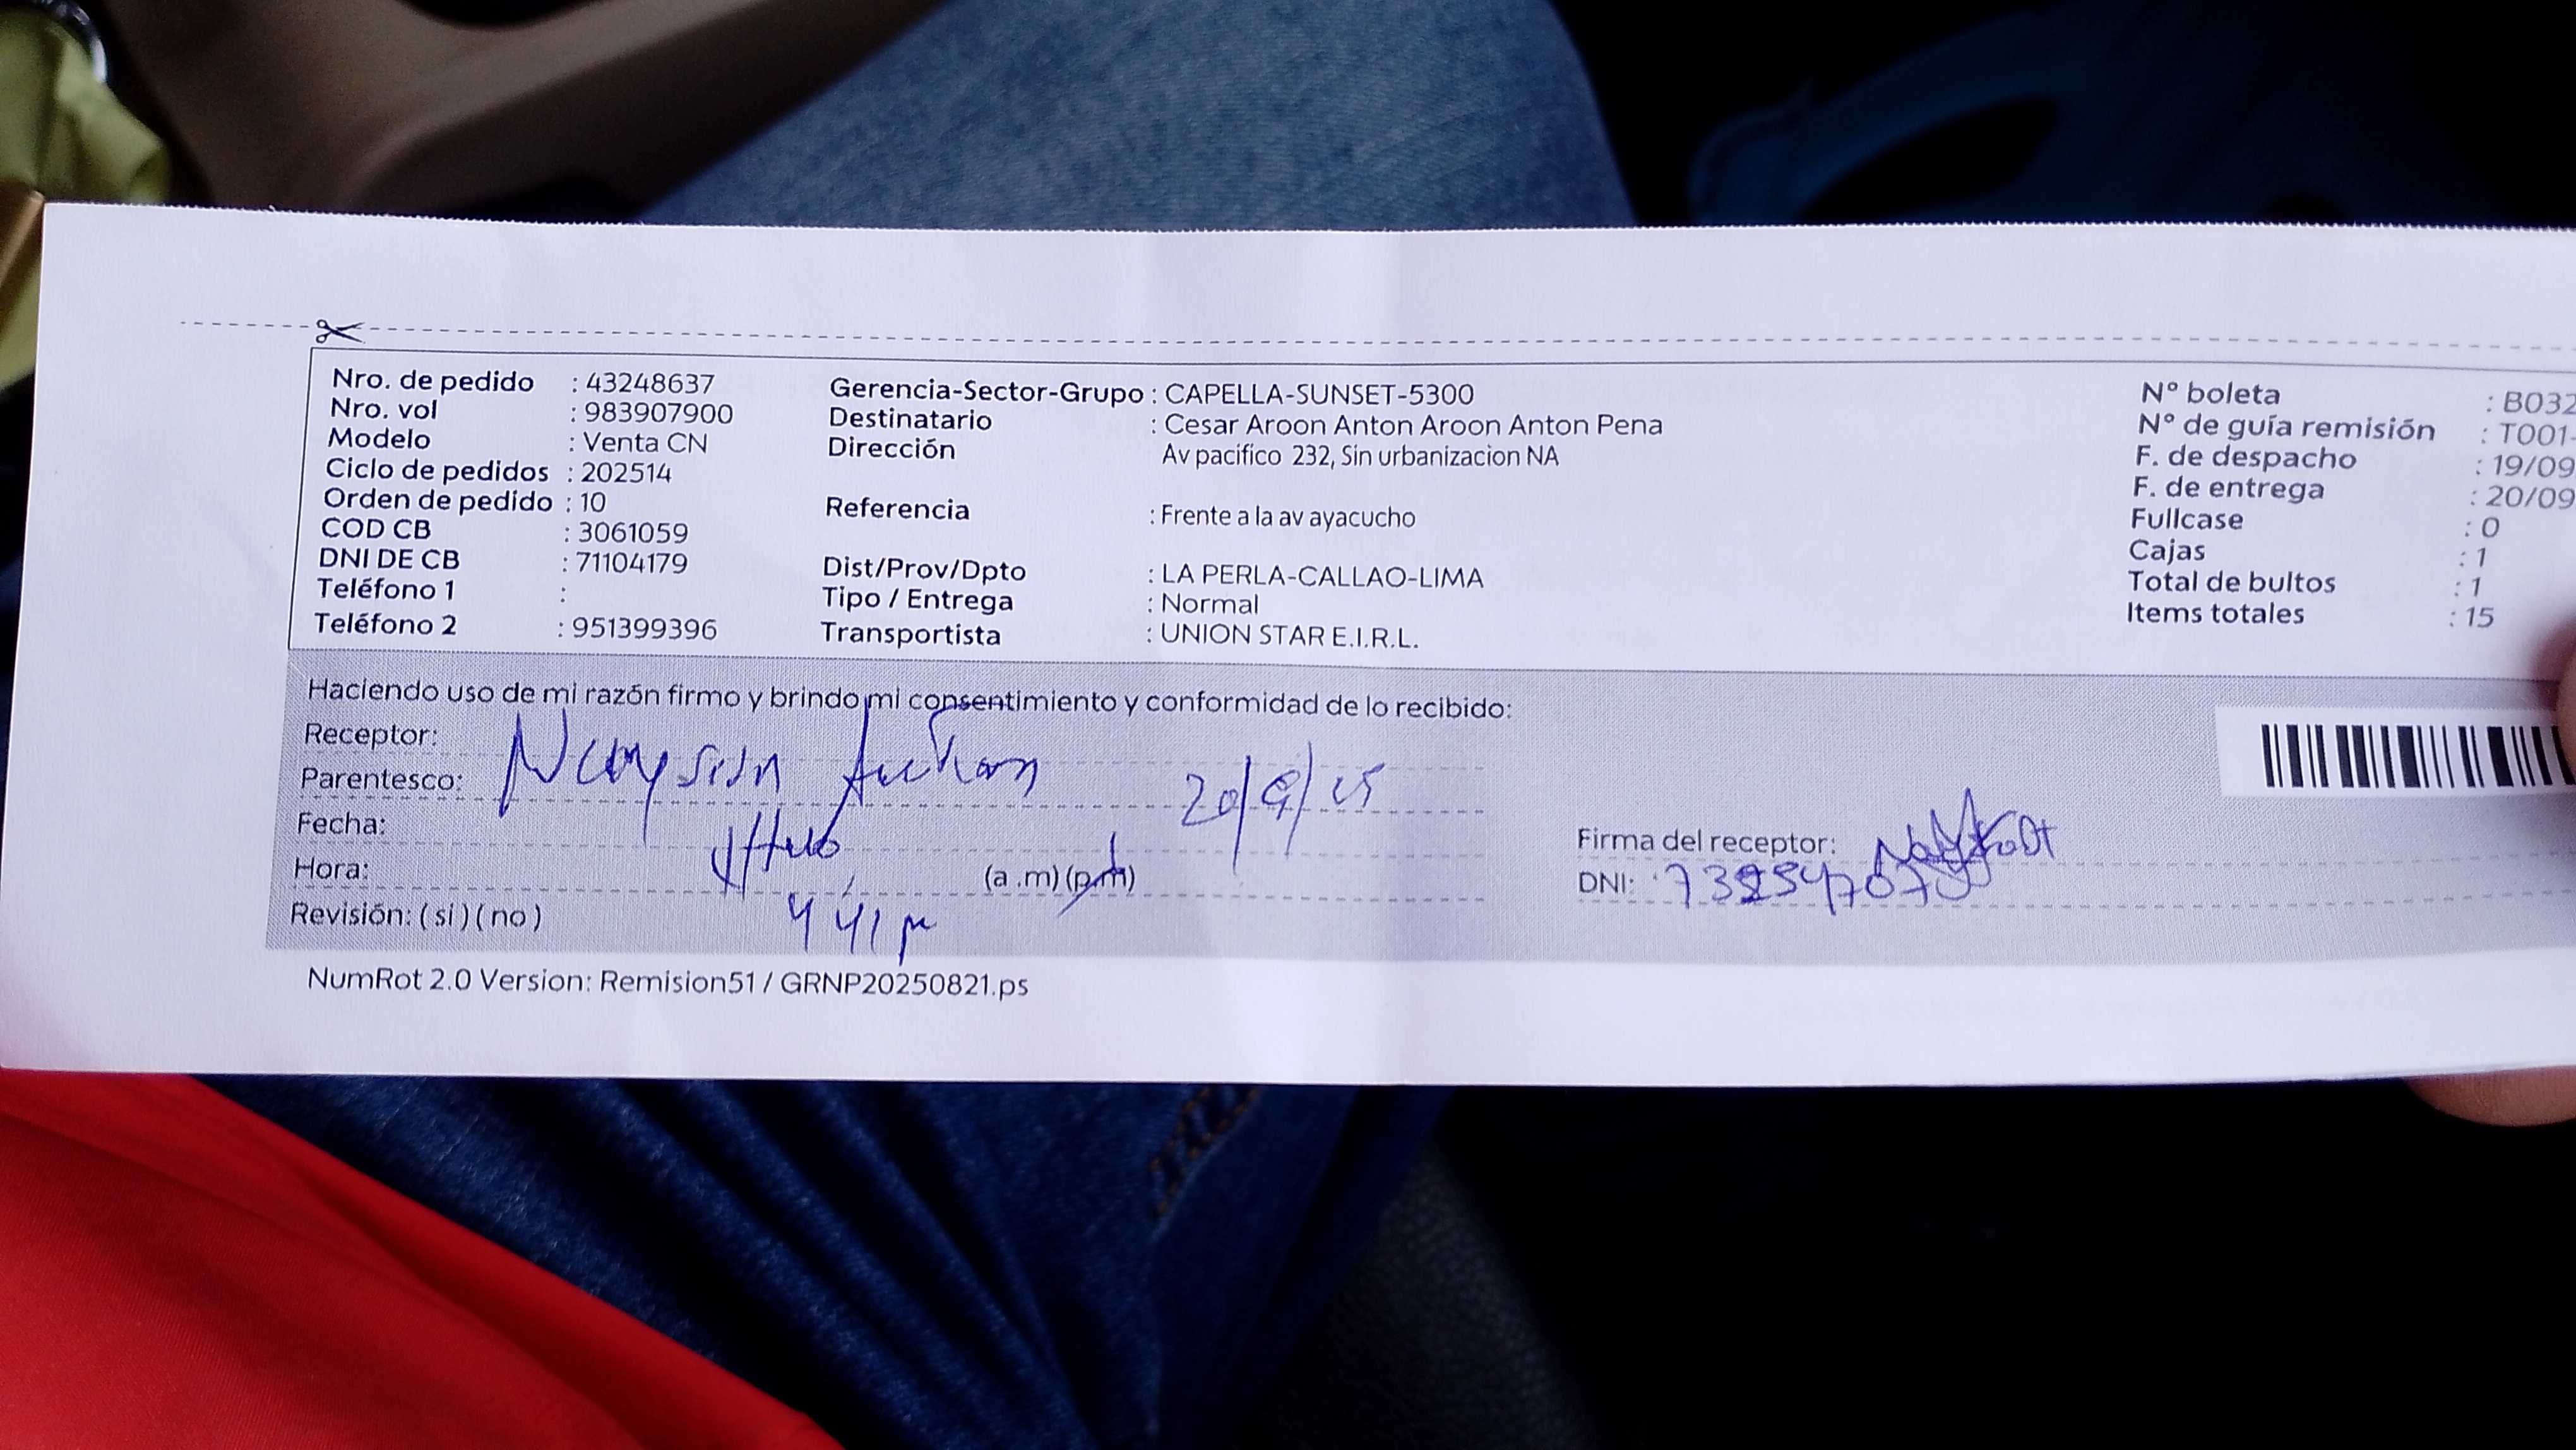 Nro. de pedido : 43248637
Nro. vol : 983907900
Modelo : Venta CN
Ciclo de pedidos : 202514
Orden de pedido : 10
COD CB : 3061059
DNI DE CB : 71104179
Teléfono 1 :
Teléfono 2 : 951399396
Gerencia-Sector-Grupo : CAPELLA-SUNSET-5300
Destinatario : Cesar Aroon Anton Aroon Anton Pena
Dirección Av pacifico 232, Sin urbanizacion NA
Referencia : Frente a la av ayacucho
Dist/Prov/Dpto : LA PERLA-CALLAO-LIMA
Tipo / Entrega : Normal
Transportista : UNION STAR E.I.R.L.
N° boleta : B032
N° de guía remisión : T001-
F. de despacho : 19/09
F. de entrega : 20/09
Fullcase : 0
Cajas : 1
Total de bultos : 1
Items totales : 15
Haciendo uso de mi razón firmo y brindo mi consentimiento y conformidad de lo recibido:
Receptor:
Parentesco: 20/9/25
Fecha:
Hora: (a .m) (p.m)
4 41 p
Revisión: ( si ) ( no )
Firma del receptor:
DNI:
NumRot 2.0 Version: Remision51 / GRNP20250821.ps